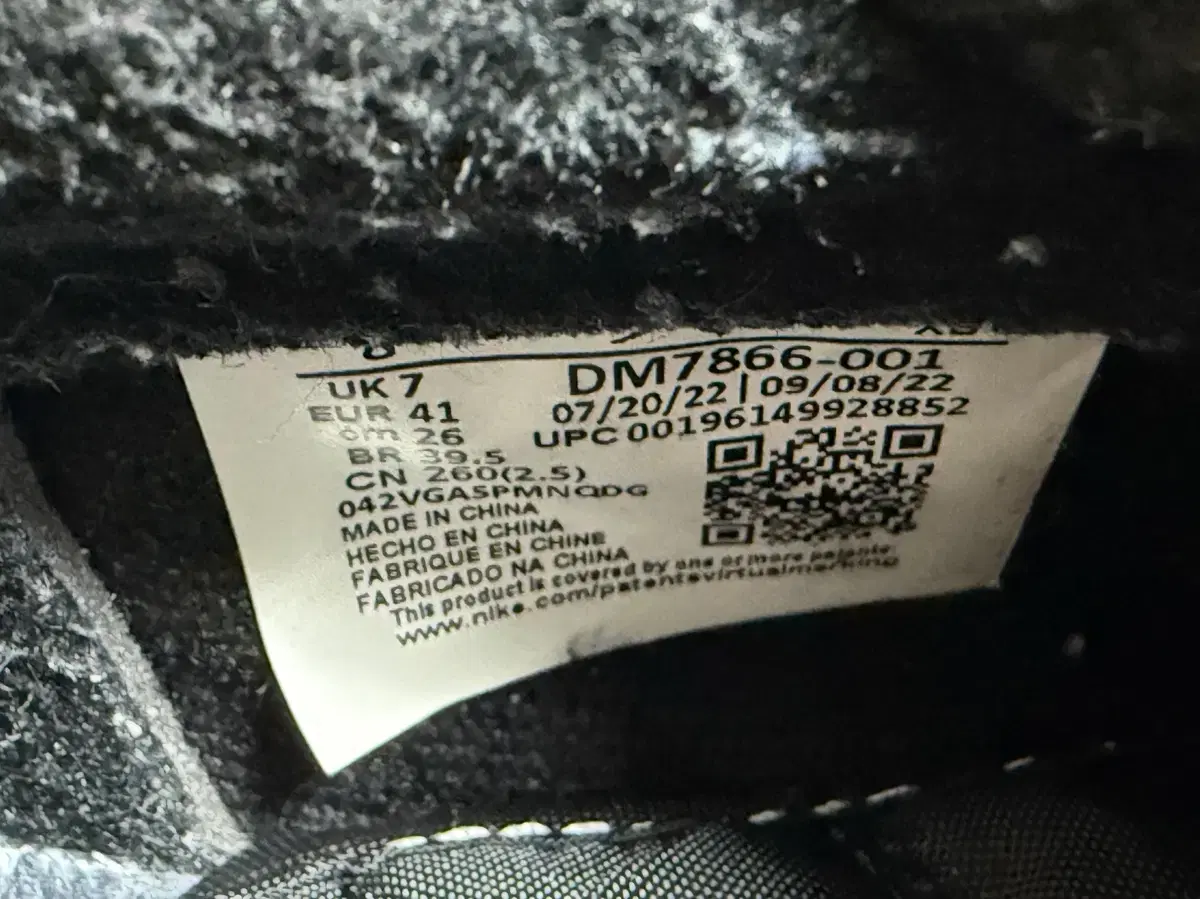 UK 7
EUR 41
cm 26
BR 39.5
CN 260(2.5)
042VGASPMNQDG
DM7866-001
07/20/22 | 09/08/22
UPC 00196149928852
MADE IN CHINA
HECHO EN CHINA
FABRIQUE EN CHINE
FABRICADO NA CHINA
This product is covered by one or more patents
www.nike.com/patentsvirtualmarking